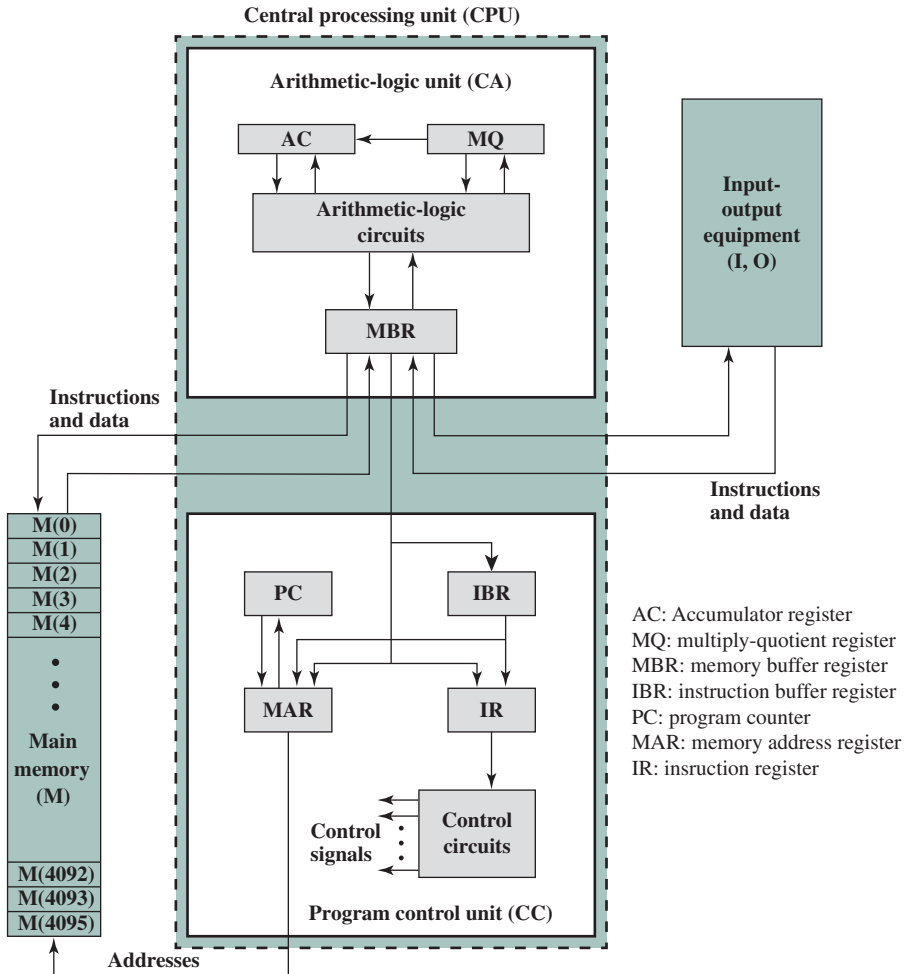 Central processing unit (CPU)
Arithmetic-logic unit (CA)
AC
MQ
Arithmetic-logic
circuits
MBR
Input-
output
equipment
(I, O)
Instructions
and data
Instructions
and data
M(0)
M(1)
M(2)
M(3)
M(4)
Main
memory
(M)
M(4092)
M(4093)
M(4095)
PC
IBR
MAR
IR
Control
signals
Control
circuits
Program control unit (CC)
Addresses
AC: Accumulator register
MQ: multiply-quotient register
MBR: memory buffer register
IBR: instruction buffer register
PC: program counter
MAR: memory address register
IR: insruction register